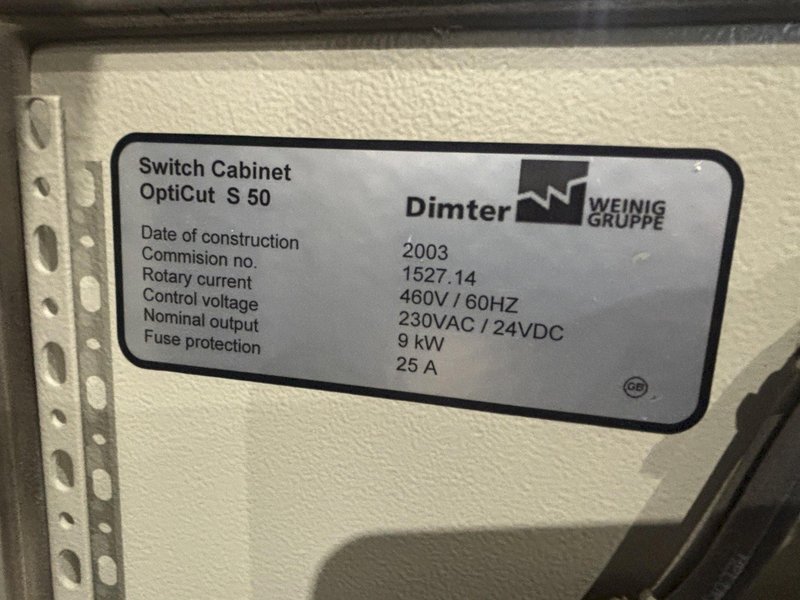 Switch Cabinet
OptiCut S 50
Dimter WEINIG
GRUPPE
Date of construction 2003
Commision no. 1527.14
Rotary current 460V / 60HZ
Control voltage 230VAC / 24VDC
Nominal output 9 kW
Fuse protection 25 A
GB